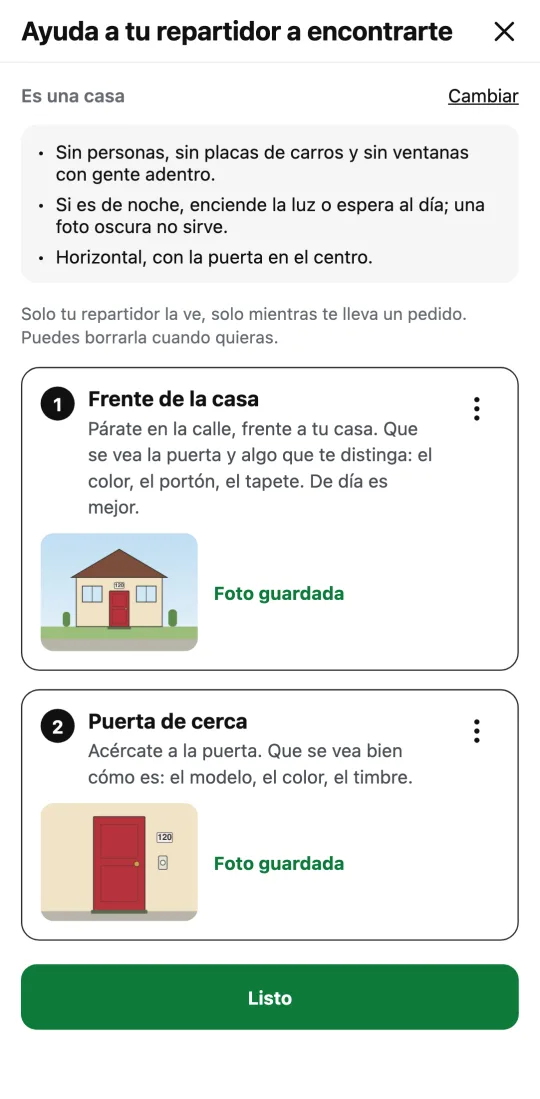 Ayuda a tu repartidor a encontrarte
Es una casa
Cambiar
• Sin personas, sin placas de carros y sin ventanas
con gente adentro.
• Si es de noche, enciende la luz o espera al día; una
foto oscura no sirve.
• Horizontal, con la puerta en el centro.
Solo tu repartidor la ve, solo mientras te lleva un pedido.
Puedes borrarla cuando quieras.
1
Frente de la casa
Párate en la calle, frente a tu casa. Que
se vea la puerta y algo que te distinga: el
color, el portón, el tapete. De día es
mejor.
120
Foto guardada
2
Puerta de cerca
Acércate a la puerta. Que se vea bien
cómo es: el modelo, el color, el timbre.
120
Foto guardada
Listo